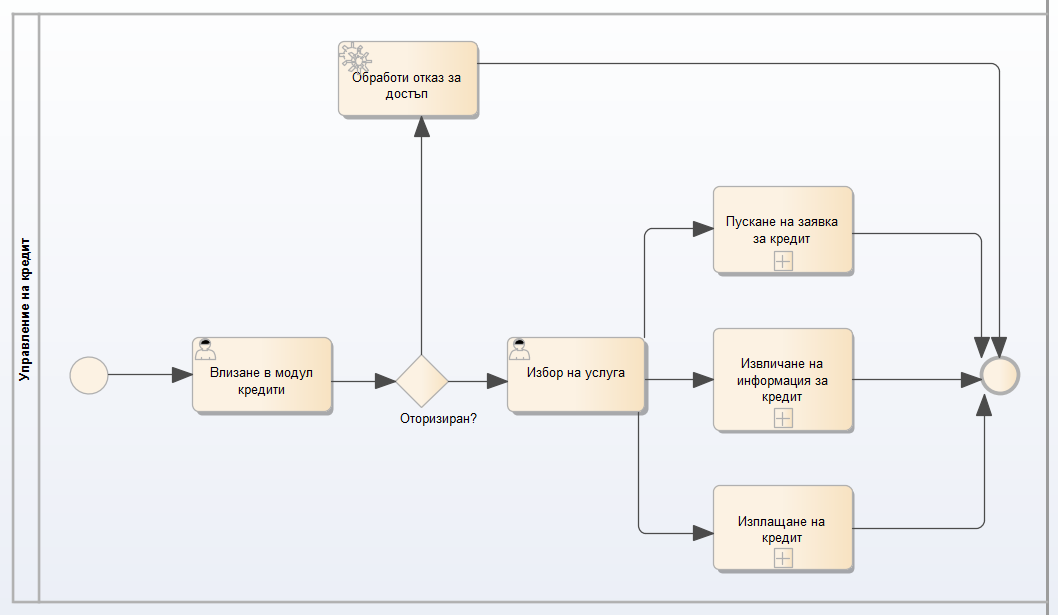 Управление на кредит
Обработи отказ за
достъп
Пускане на заявка
за кредит
Влизане в модул
кредити
Оторизиран?
Избор на услуга
Извличане на
информация за
кредит
Изплащане на
кредит